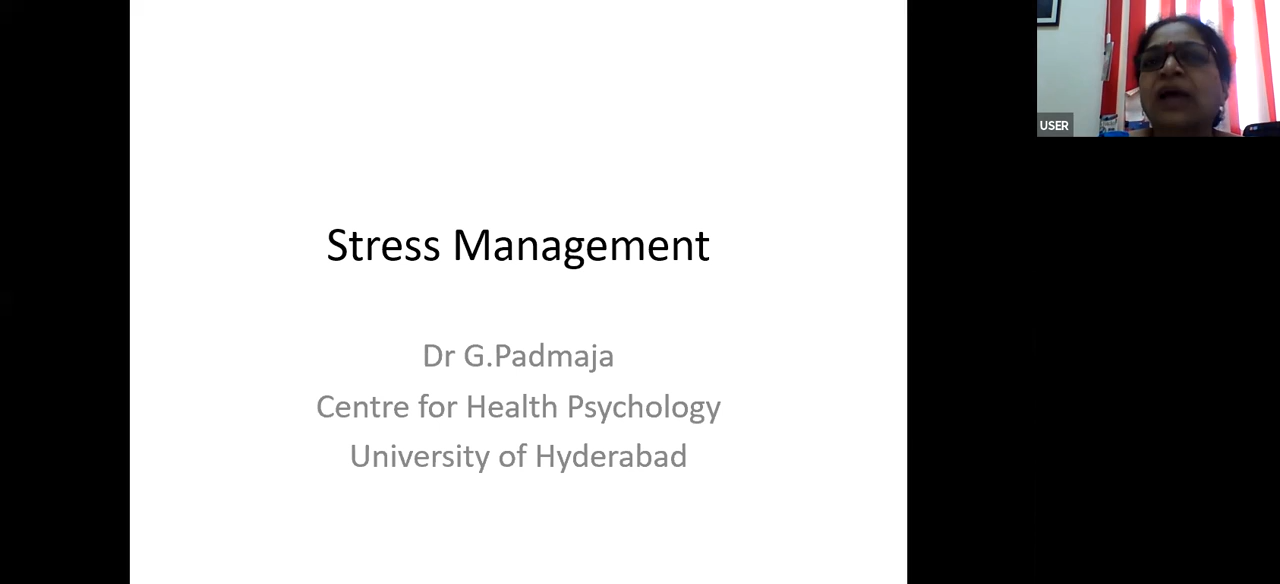 Stress Management
Dr G.Padmaja
Centre for Health Psychology
University of Hyderabad
USER